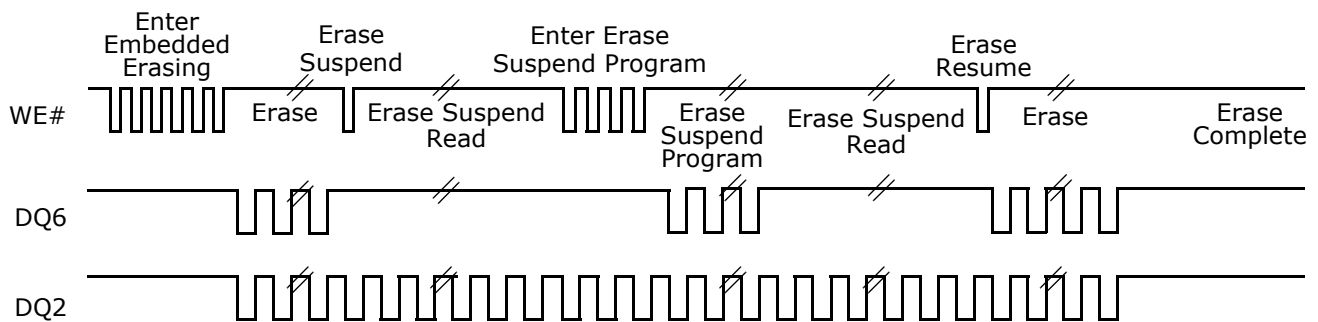 Enter
Embedded
Erasing
Erase
Suspend
Enter Erase
Suspend Program
Erase
Resume
WE#
Erase
Erase Suspend
Read
Erase
Suspend
Program
Erase Suspend
Read
Erase
Erase
Complete
DQ6
DQ2